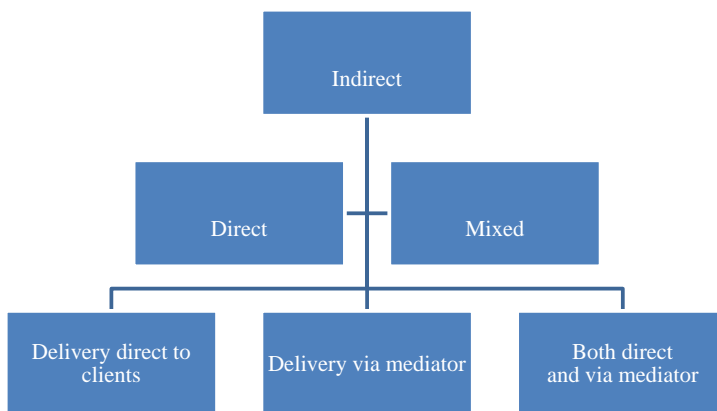 Indirect
Direct
Mixed
Delivery direct to
clients
Delivery via mediator
Both direct
and via mediator